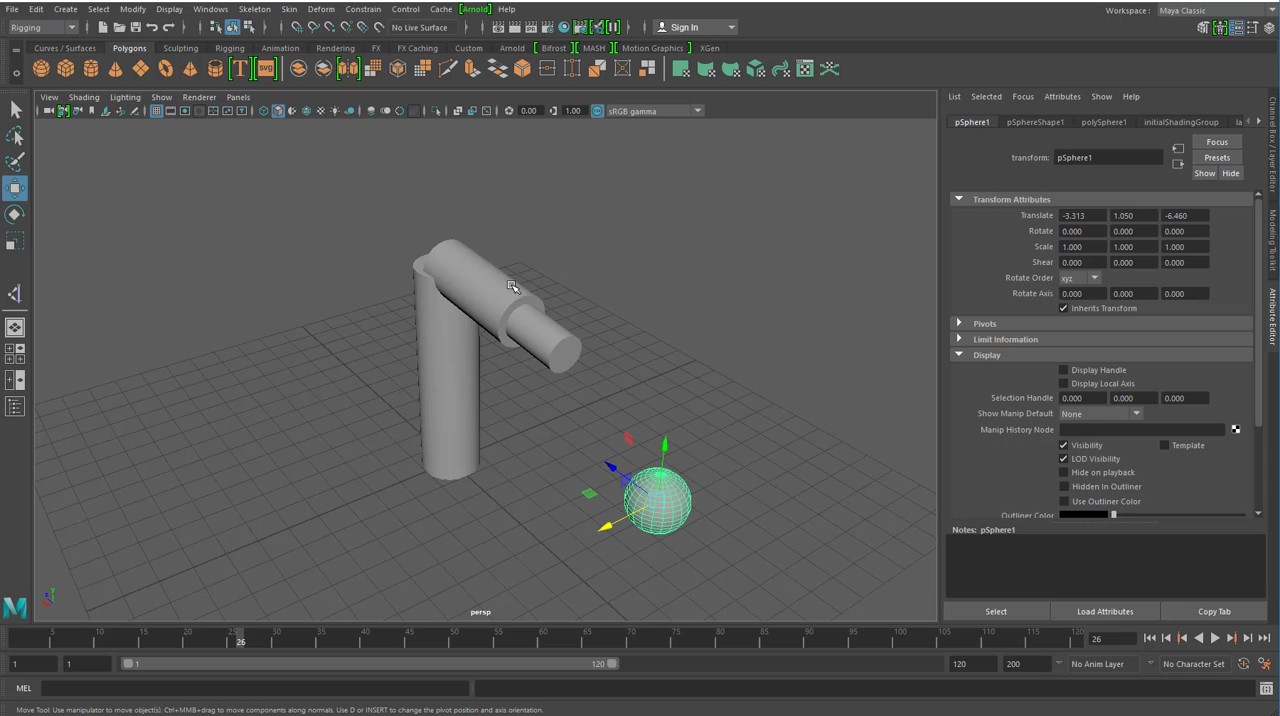 File Edit Create Select Modify Display Windows Skeleton Skin Deform Constrain Control Cache [Arnold] Help
Workspace: Maya Classic
Rigging No Live Surface Sign In
Curves / Surfaces Polygons Sculpting Rigging Animation Rendering FX FX Caching Custom Arnold Bifrost MASH Motion Graphics XGen
T svg
View Shading Lighting Show Renderer Panels
0.00 1.00 sRGB gamma
persp
List Selected Focus Attributes Show Help
pSphere1 pSphereShape1 polySphere1 initialShadingGroup
Focus
transform: pSphere1 Presets
Show Hide
Transform Attributes
Translate -3.313 1.050 -6.460
Rotate 0.000 0.000 0.000
Scale 1.000 1.000 1.000
Shear 0.000 0.000 0.000
Rotate Order xyz
Rotate Axis 0.000 0.000 0.000
Inherits Transform
Pivots
Limit Information
Display
Display Handle
Display Local Axis
Selection Handle 0.000 0.000 0.000
Show Manip Default None
Manip History Node
Visibility Template
LOD Visibility
Hide on playback
Hidden In Outliner
Use Outliner Color
Outliner Color
Notes: pSphere1
Select Load Attributes Copy Tab
Channel Box / Layer Editor
Modeling Toolkit
Attribute Editor
5 10 15 20 25 30 35 40 45 50 55 60 65 70 75 80 85 90 95 100 105 110 115 120
26 26
1 1 1 120 120 200 No Anim Layer No Character Set
MEL
Move Tool: Use manipulator to move object(s). Ctrl+MMB+drag to move components along normals. Use D or INSERT to change the pivot position and axis orientation.